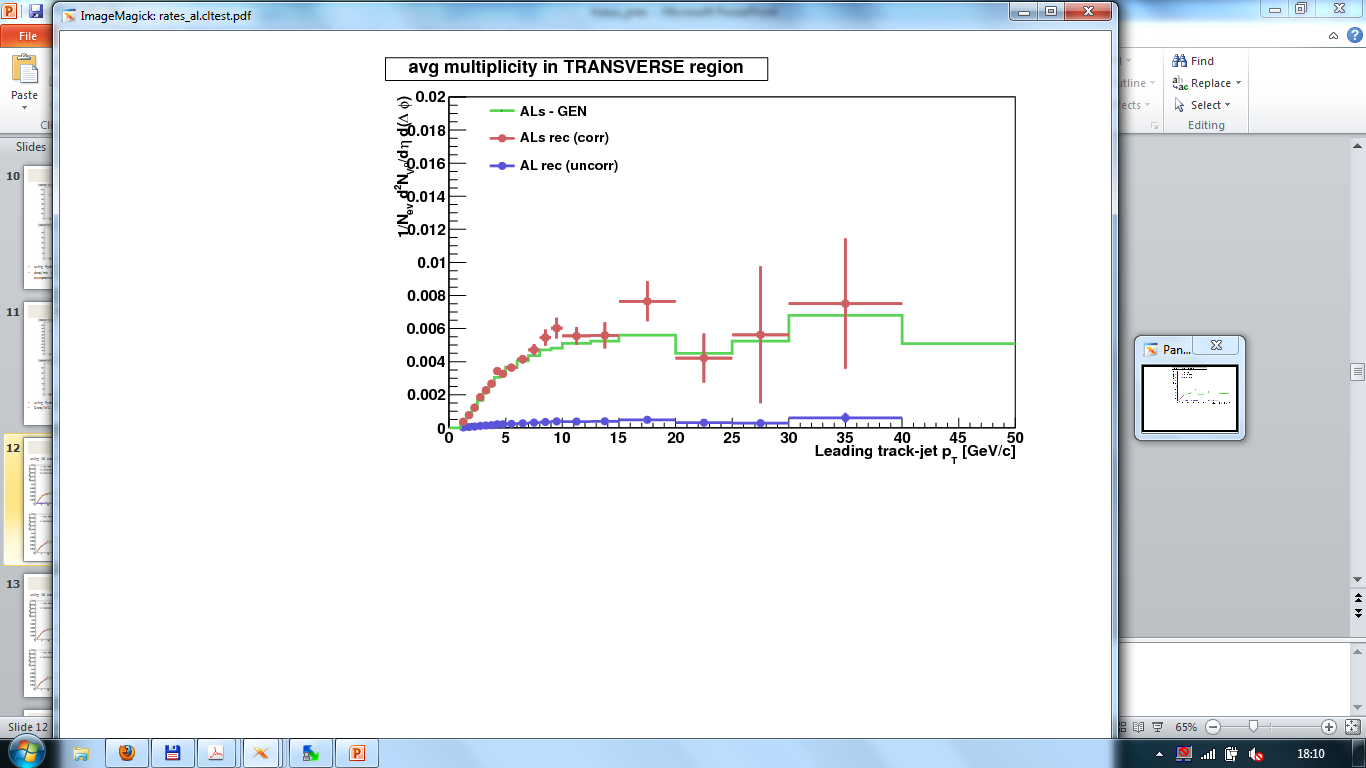 ImageMagick: rates_al.cltest.pdf
File
Paste
Slides
10
11
12
13
Slide 12
Find
Replace
Select
Editing
Pan...
avg multiplicity in TRANSVERSE region
ALs - GEN
ALs rec (corr)
AL rec (uncorr)
0.02
0.018
0.016
0.014
0.012
0.01
0.008
0.006
0.004
0.002
0
0 5 10 15 20 25 30 35 40 45 50
Leading track-jet pT [GeV/c]
65%
18:10